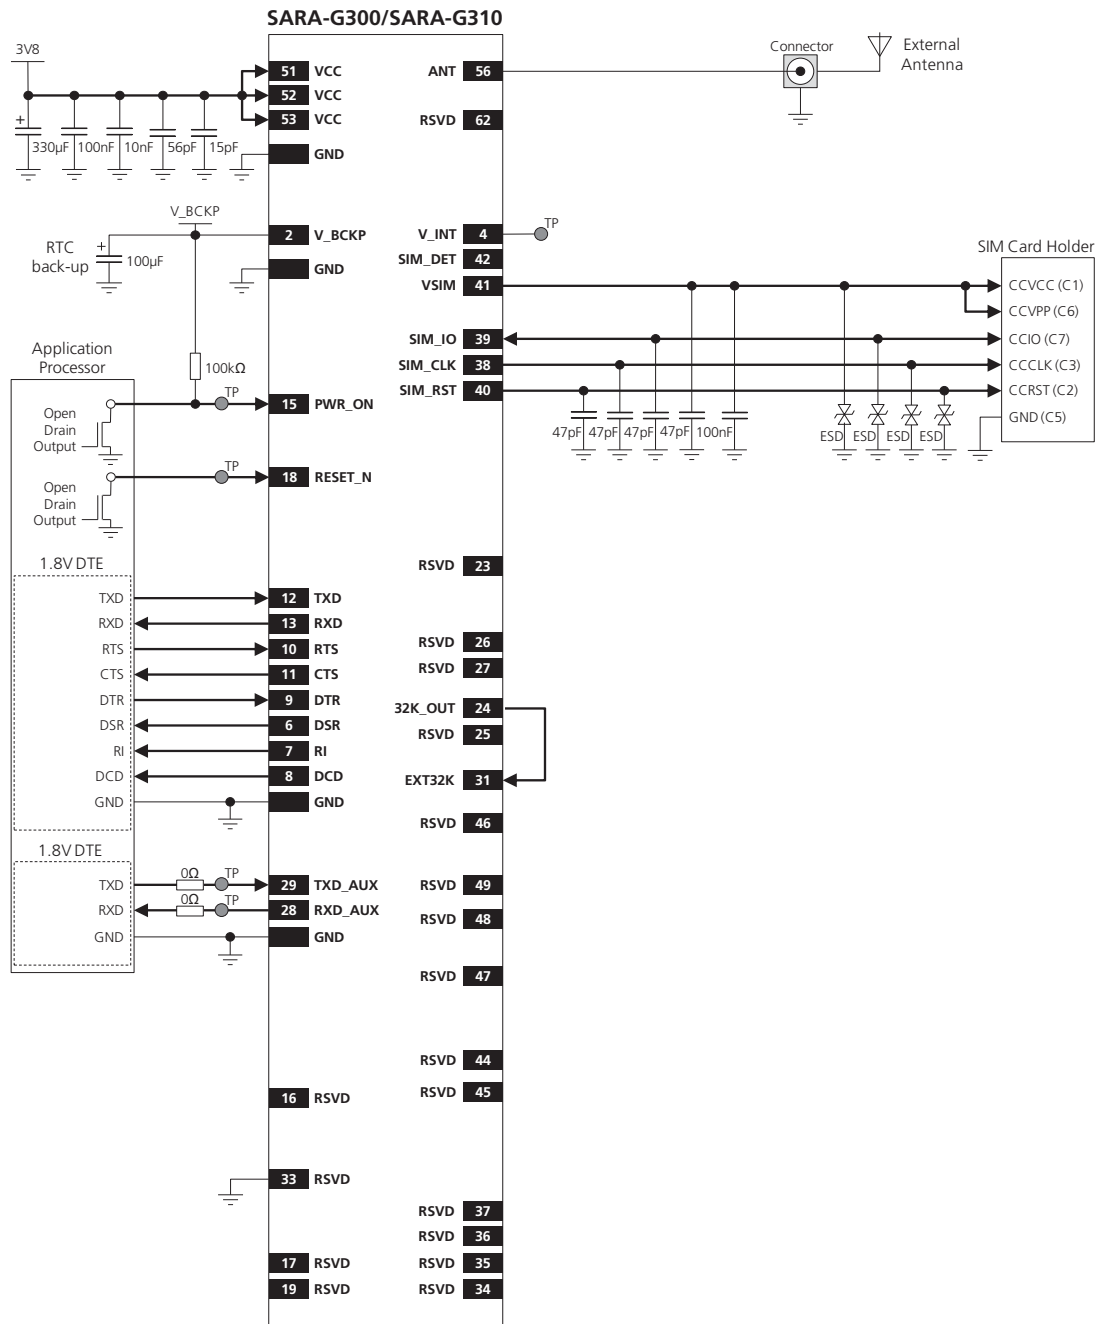 SARA-G300/SARA-G310
3V8
330µF 100nF 10nF 56pF 15pF
51 VCC
52 VCC
53 VCC
GND
ANT 56
RSVD 62
Connector
External
Antenna
V_BCKP
RTC
back-up
100µF
2 V_BCKP
GND
V_INT 4
TP
SIM_DET 42
VSIM 41
SIM_IO 39
SIM_CLK 38
SIM_RST 40
47pF 47pF 47pF 47pF 100nF
ESD ESD ESD ESD
SIM Card Holder
CCVCC (C1)
CCVPP (C6)
CCIO (C7)
CCCLK (C3)
CCRST (C2)
GND (C5)
Application
Processor
100kΩ
Open
Drain
Output
TP
15 PWR_ON
Open
Drain
Output
TP
18 RESET_N
1.8V DTE
TXD 12 TXD
RXD 13 RXD
RTS 10 RTS
CTS 11 CTS
DTR 9 DTR
DSR 6 DSR
RI 7 RI
DCD 8 DCD
GND GND
1.8V DTE
TXD 0Ω TP 29 TXD_AUX
RXD 0Ω TP 28 RXD_AUX
GND GND
RSVD 23
RSVD 26
RSVD 27
32K_OUT 24
RSVD 25
EXT32K 31
RSVD 46
RSVD 49
RSVD 48
RSVD 47
RSVD 44
RSVD 45
16 RSVD
33 RSVD
RSVD 37
RSVD 36
17 RSVD
RSVD 35
19 RSVD
RSVD 34